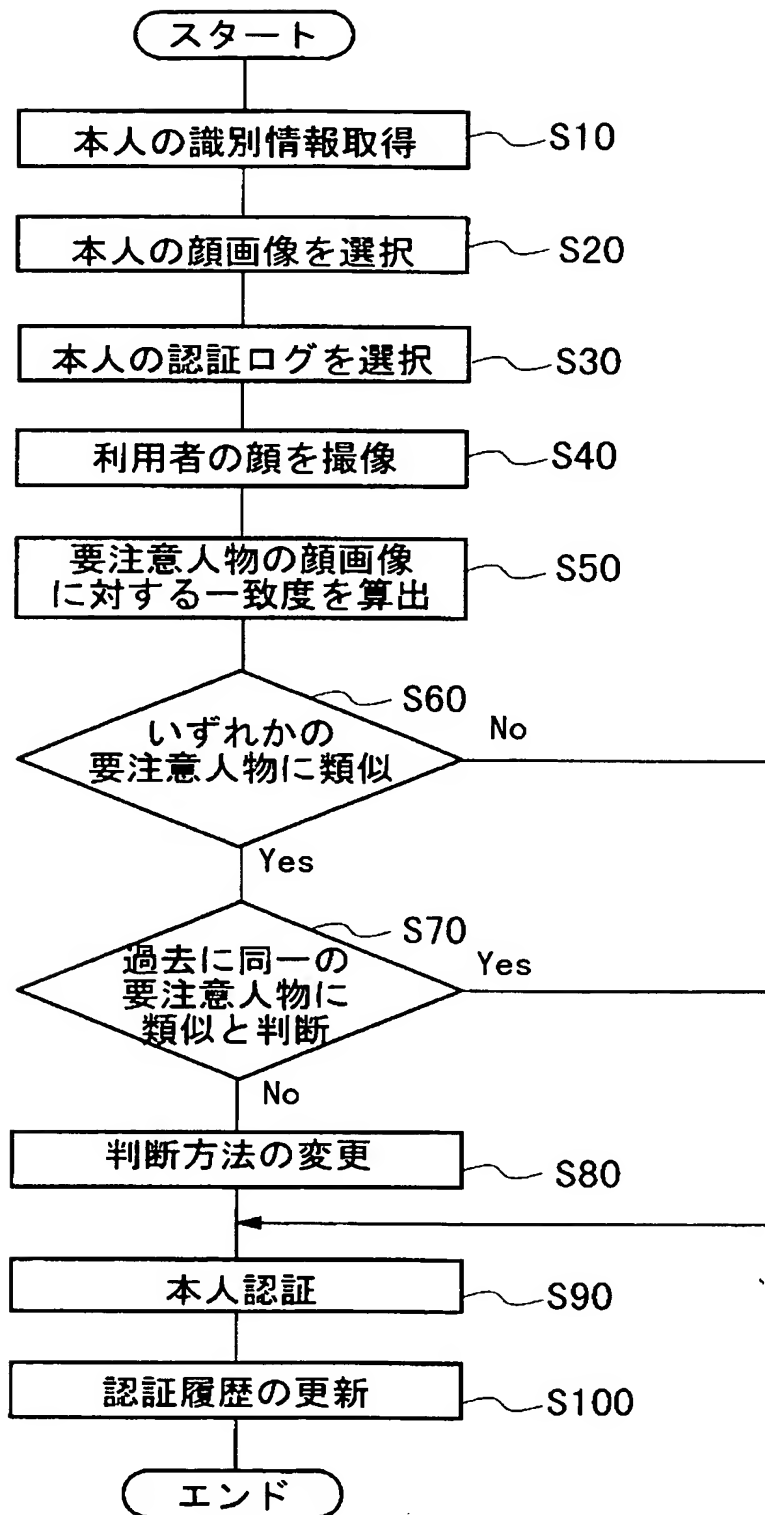 スタート
本人の識別情報取得
S10
本人の顔画像を選択
S20
本人の認証ログを選択
S30
利用者の顔を撮像
S40
要注意人物の顔画像
に対する一致度を算出
S50
S60
いずれかの
要注意人物に類似
No
Yes
S70
過去に同一の
要注意人物に
類似と判断
Yes
No
判断方法の変更
S80
本人認証
S90
認証履歴の更新
S100
エンド